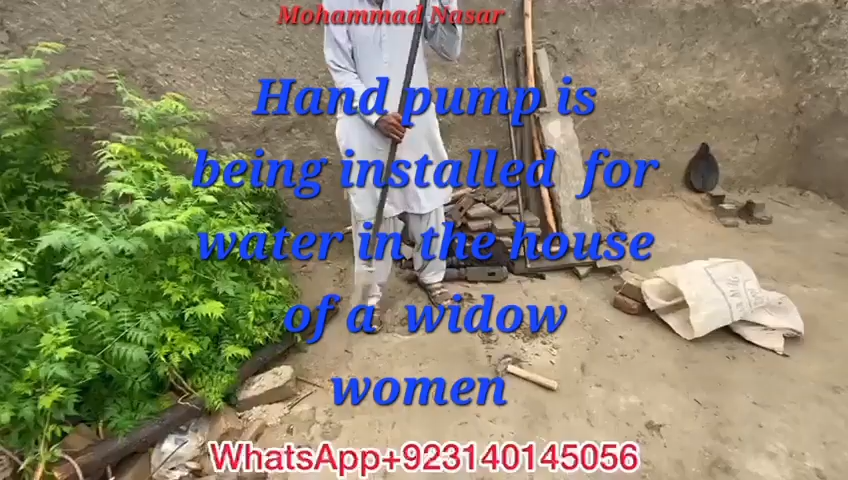 Mohammad Nasar
Hand pump is
being installed for
water in the house
of a widow
women
WhatsApp+923140145056